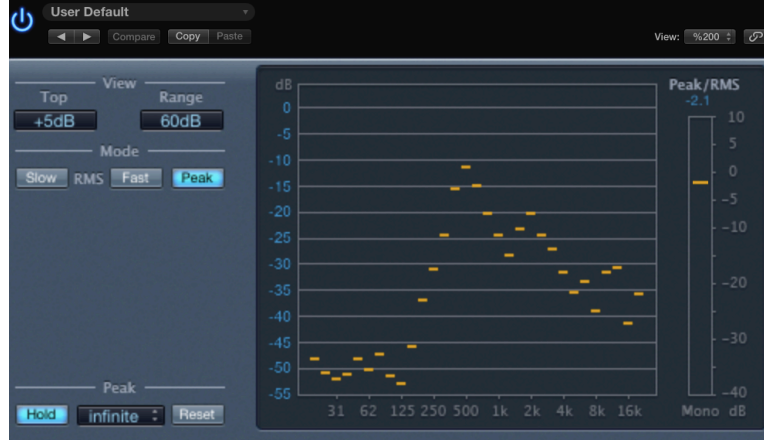 User Default
Compare Copy Paste
View: %200
View
Top Range
+5dB 60dB
Mode
Slow RMS Fast Peak
Peak
Hold infinite Reset
dB
0
-5
-10
-15
-20
-25
-30
-35
-40
-45
-50
-55
31 62 125 250 500 1k 2k 4k 8k 16k
Peak/RMS
-2.1
10
5
0
-5
-10
-20
-30
-40
Mono dB